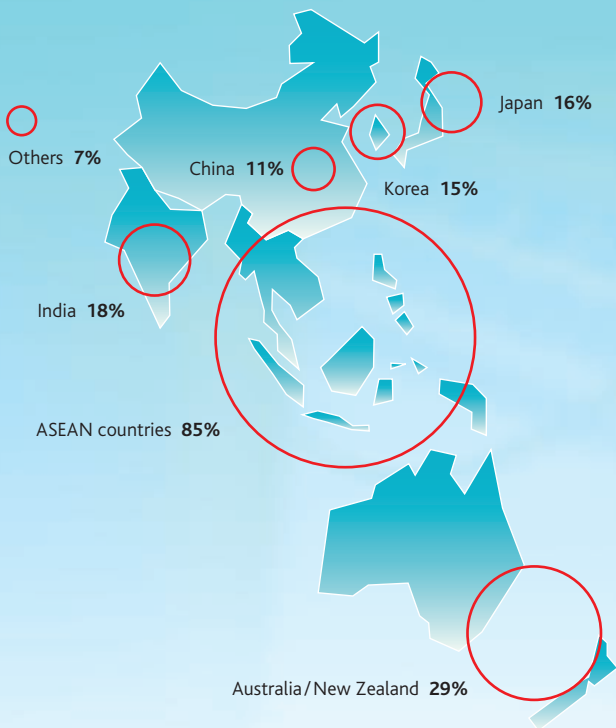 Japan 16%
Others 7%
China 11%
Korea 15%
India 18%
ASEAN countries 85%
Australia/New Zealand 29%